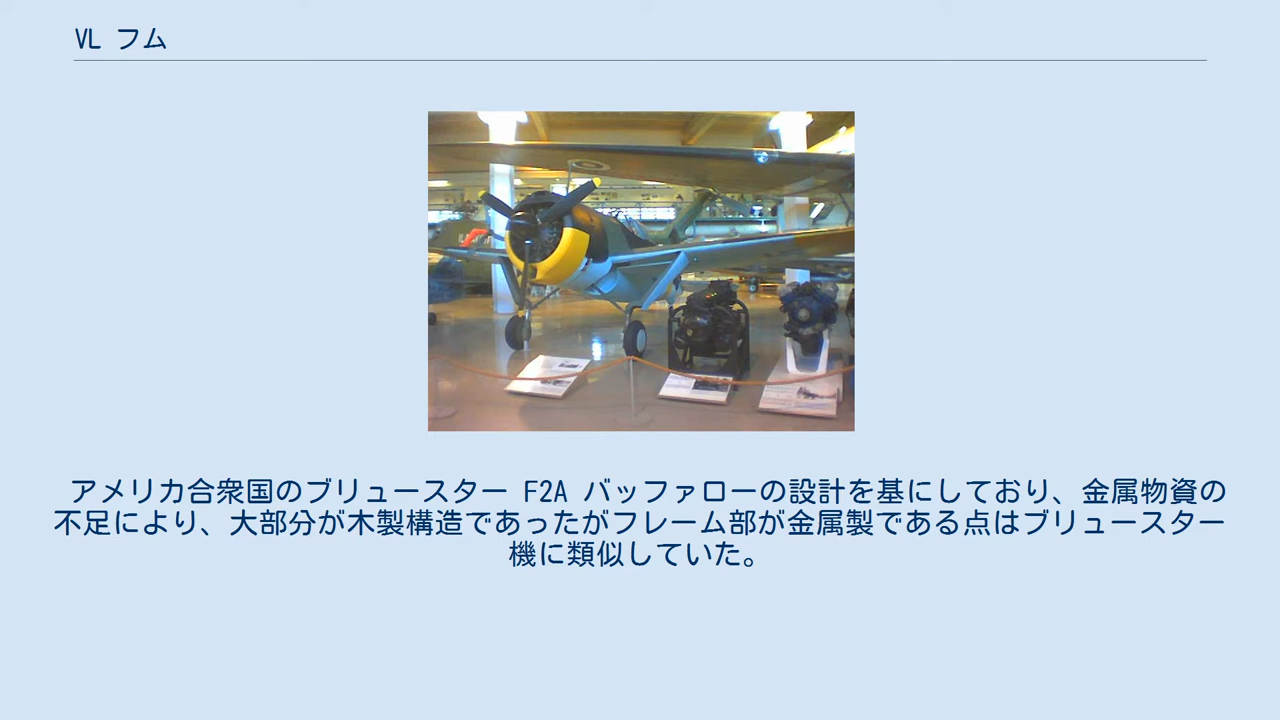 VL フム
アメリカ合衆国のブリュースター F2A バッファローの設計を基にしており、金属物資の
不足により、大部分が木製構造であったがフレーム部が金属製である点はブリュースター
機に類似していた。